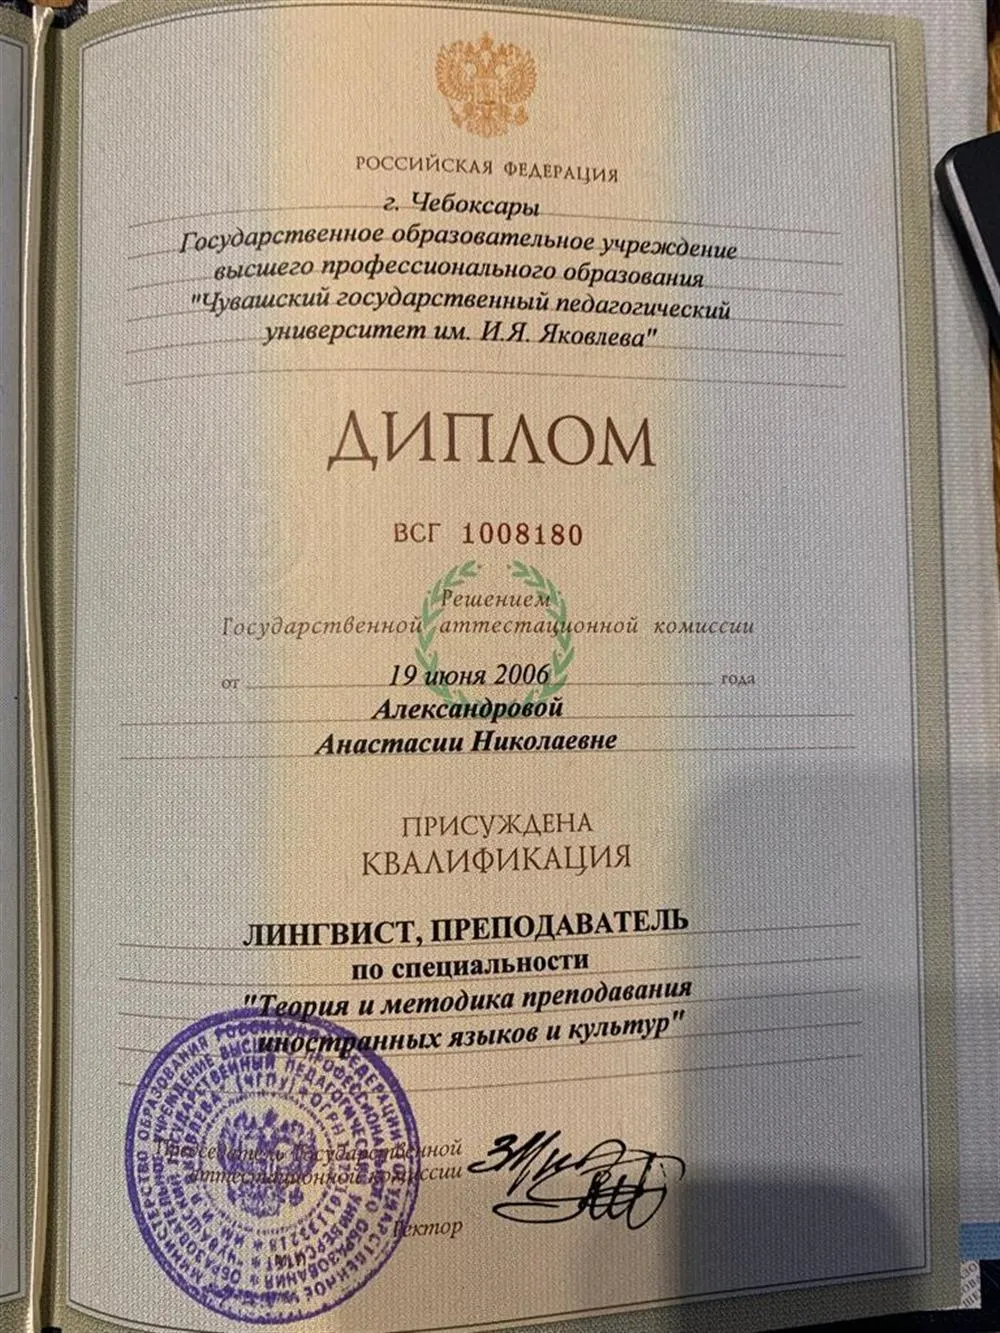 РОССИЙСКАЯ ФЕДЕРАЦИЯ
г. Чебоксары
Государственное образовательное учреждение
высшего профессионального образования
"Чувашский государственный педагогический
университет им. И.Я. Яковлева"
ДИПЛОМ
ВСГ 1008180
Решением
Государственной аттестационной комиссии
от 19 июня 2006 года
Александровой
Анастасии Николаевне
ПРИСУЖДЕНА
КВАЛИФИКАЦИЯ
ЛИНГВИСТ, ПРЕПОДАВАТЕЛЬ
по специальности
"Теория и методика преподавания
иностранных языков и культур"
Председатель Государственной
аттестационной комиссии
Ректор